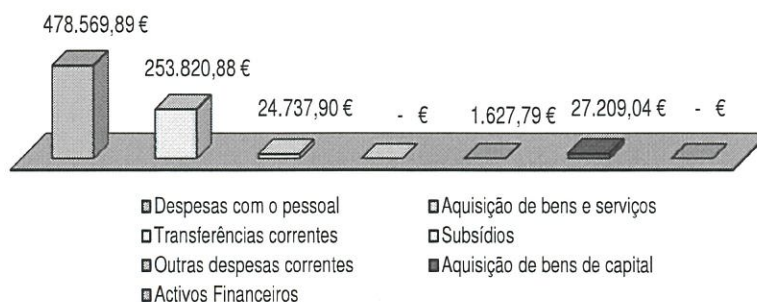 478.569,89 €
253.820,88 €
24.737,90 €
- €
1.627,79 €
27.209,04 €
- €
Despesas com o pessoal
Aquisição de bens e serviços
Transferências correntes
Subsídios
Outras despesas correntes
Aquisição de bens de capital
Activos Financeiros